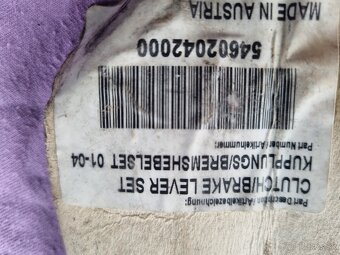 Part Description /Artikelbezeichnung:
CLUTCH/BRAKE LEVER SET
KUPPLUNGS/BREMSHEBELSET 01-04
Part Number/Artikelnummer:
54602042000
MADE IN AUSTRIA